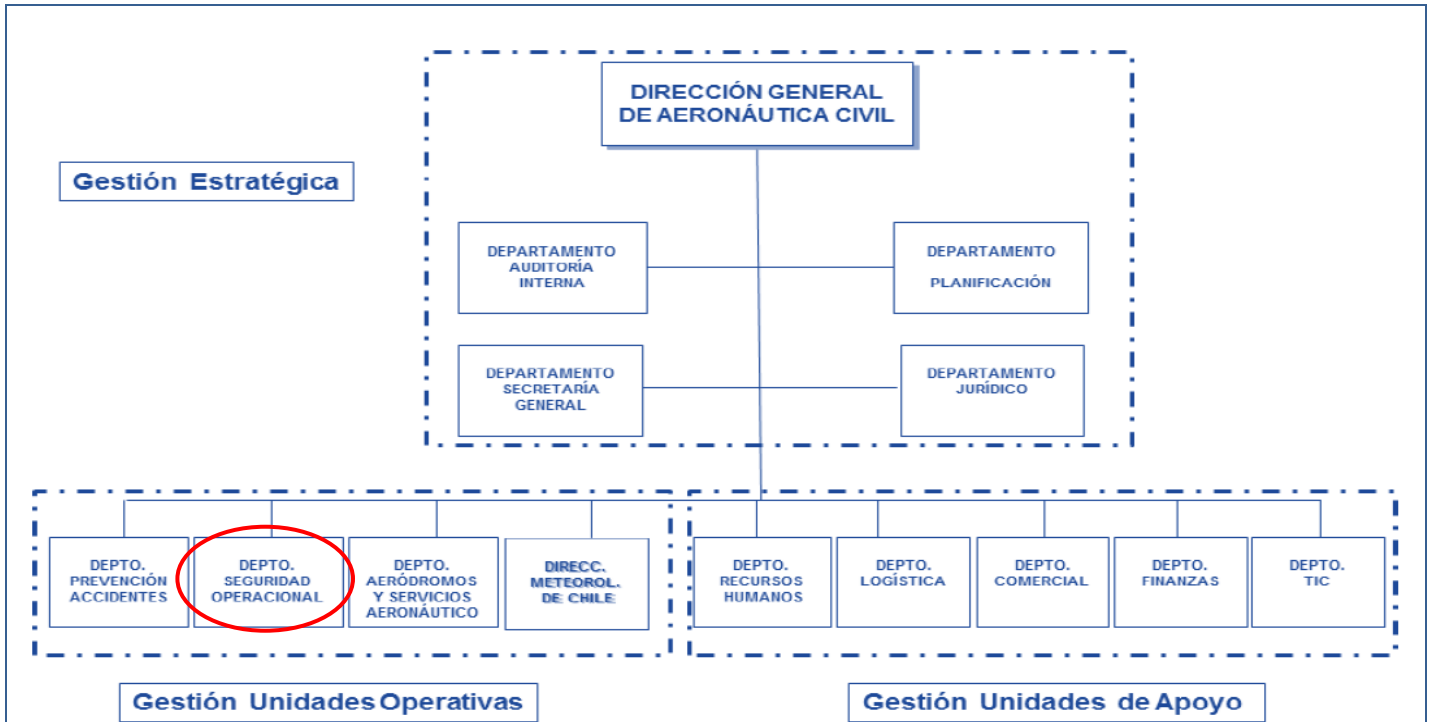 DIRECCIÓN GENERAL
DE AERONÁUTICA CIVIL
Gestión Estratégica
DEPARTAMENTO
AUDITORÍA
INTERNA
DEPARTAMENTO
PLANIFICACIÓN
DEPARTAMENTO
SECRETARÍA
GENERAL
DEPARTAMENTO
JURÍDICO
DEPTO.
PREVENCIÓN
ACCIDENTES
DEPTO.
SEGURIDAD
OPERACIONAL
DEPTO.
AERÓDROMOS
Y SERVICIOS
AERONÁUTICO
DIRECC.
METEOROL.
DE CHILE
DEPTO.
RECURSOS
HUMANOS
DEPTO.
LOGÍSTICA
DEPTO.
COMERCIAL
DEPTO.
FINANZAS
DEPTO.
TIC
Gestión Unidades Operativas
Gestión Unidades de Apoyo